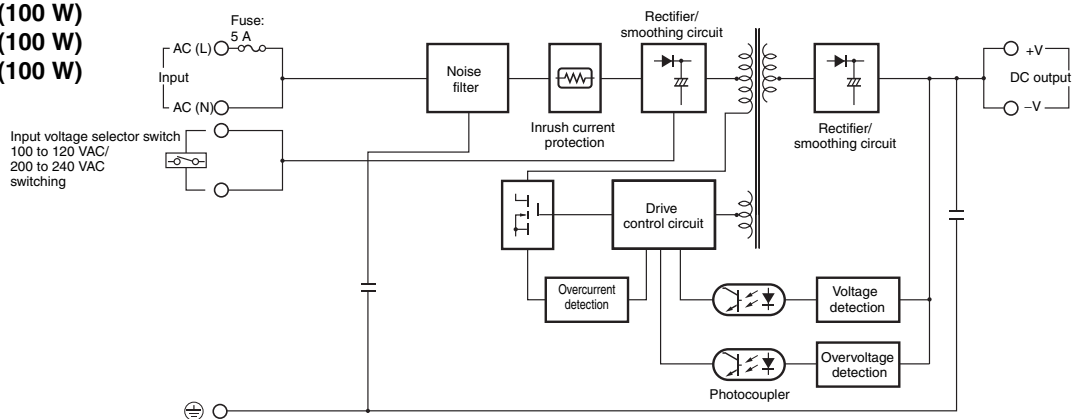 (100 W)
(100 W)
(100 W)
Fuse:
5 A
AC (L)
Input
AC (N)
Input voltage selector switch
100 to 120 VAC/
200 to 240 VAC
switching
Noise
filter
Inrush current
protection
Rectifier/
smoothing circuit
Rectifier/
smoothing circuit
+V
DC output
−V
Drive
control circuit
Overcurrent
detection
Voltage
detection
Overvoltage
detection
Photocoupler